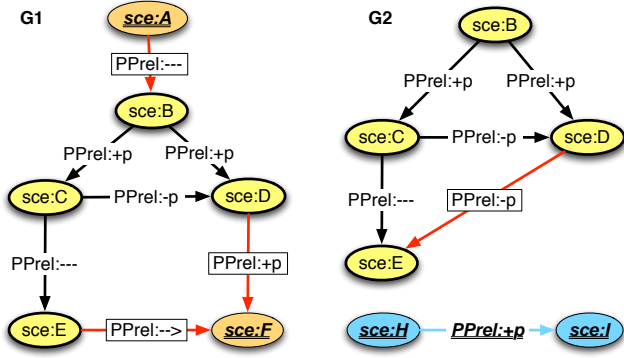 G1
sce:A
PPrel:---
sce:B
PPrel:+p
PPrel:+p
sce:C
PPrel:-p
sce:D
PPrel:---
PPrel:+p
sce:E
PPrel:-->
sce:F
G2
sce:B
PPrel:+p
PPrel:+p
sce:C
PPrel:-p
sce:D
PPrel:---
PPrel:-p
sce:E
sce:H
PPrel:+p
sce:I